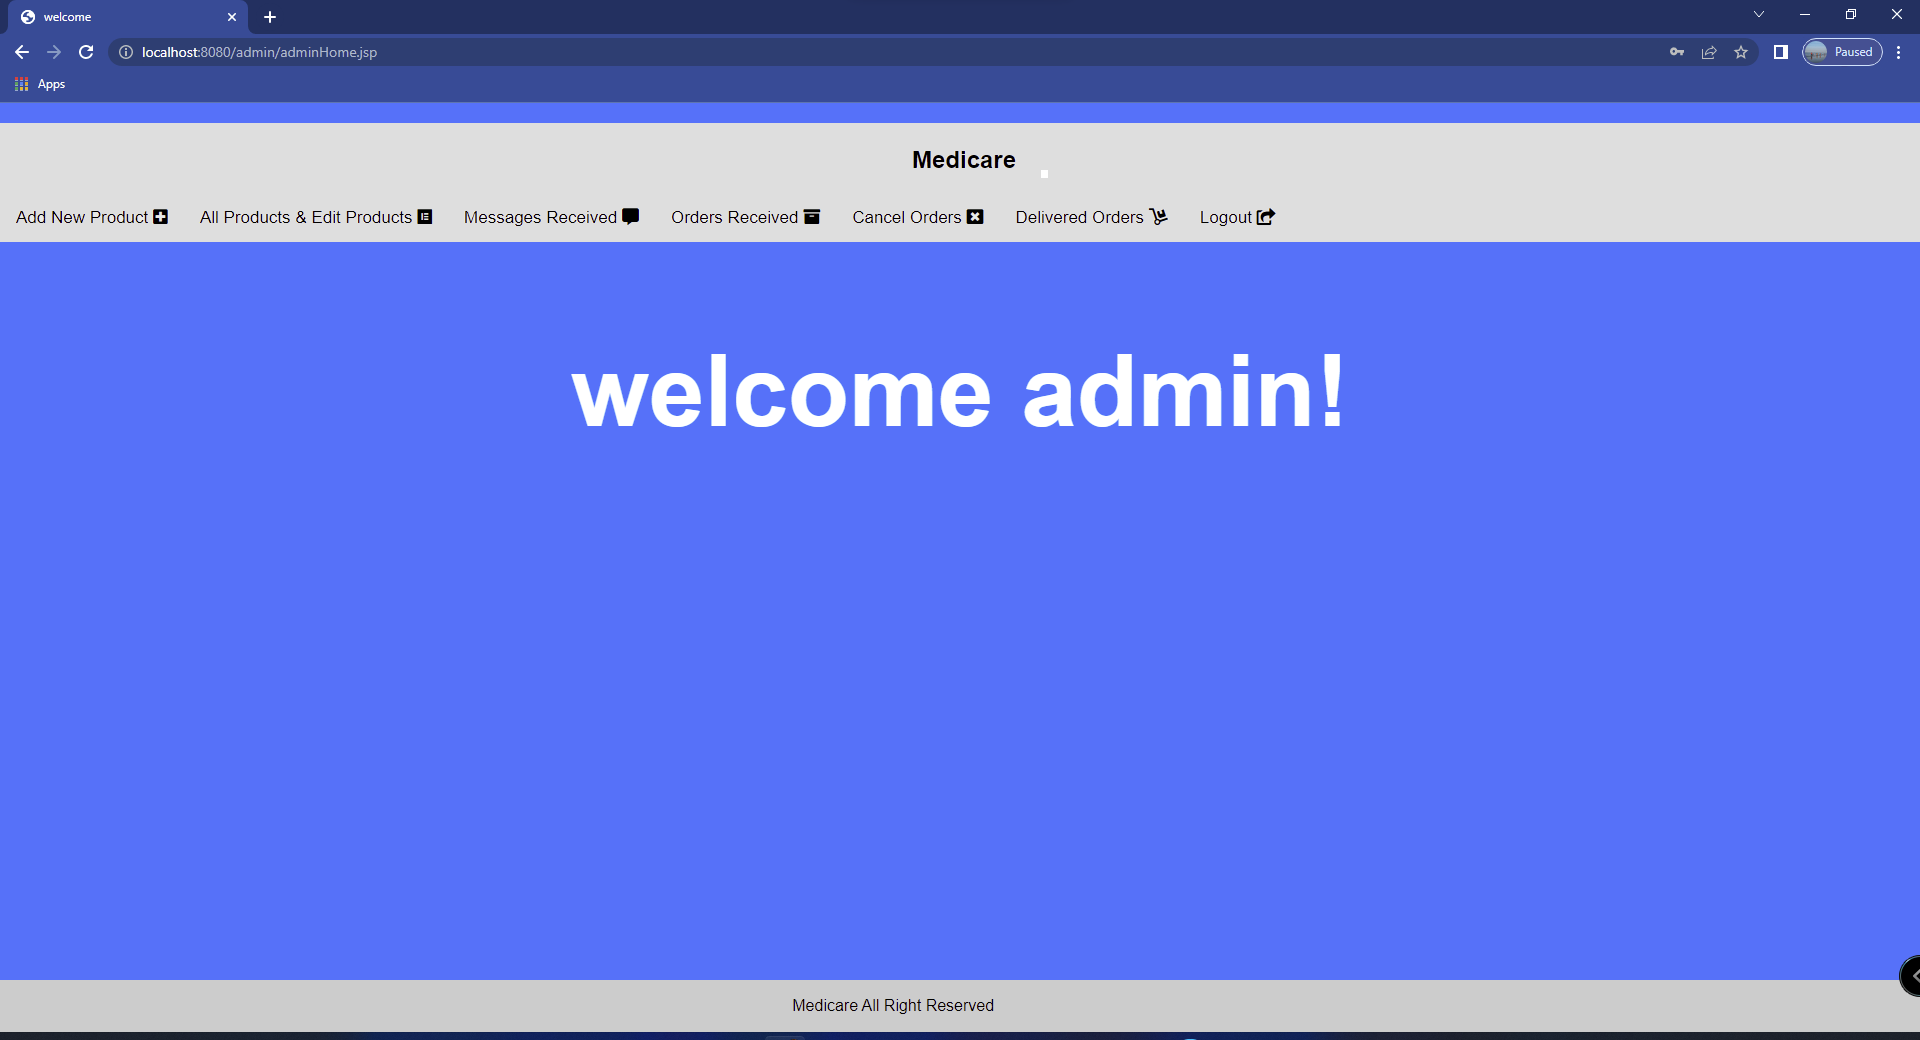 welcome
localhost:8080/admin/adminHome.jsp
Paused
Apps
Medicare
Add New Product All Products & Edit Products Messages Received Orders Received Cancel Orders Delivered Orders Logout
welcome admin!
Medicare All Right Reserved